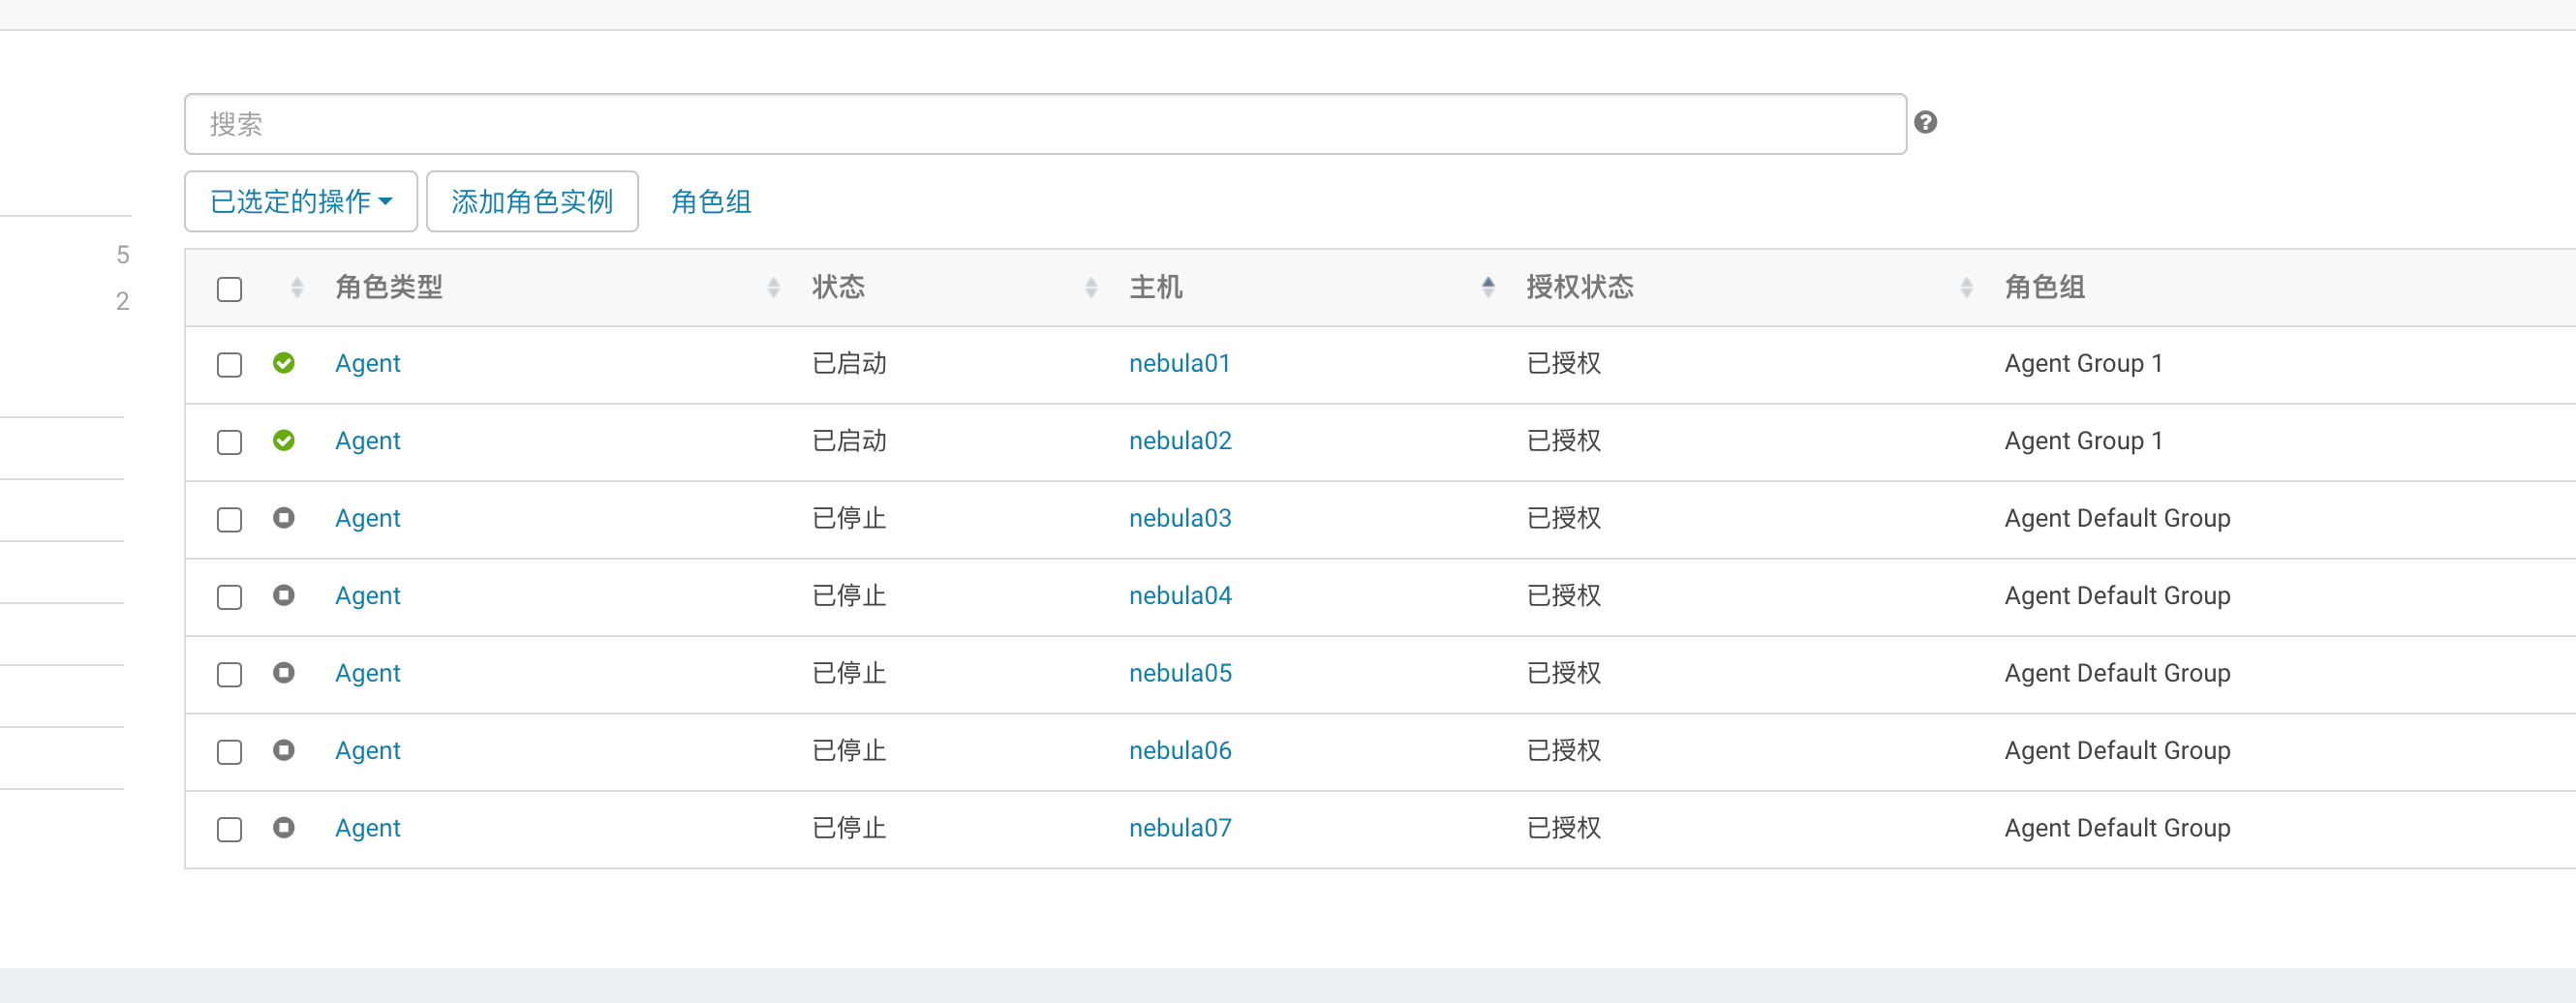 搜索
已选定的操作 添加角色实例 角色组
5
2
角色类型 状态 主机 授权状态 角色组
Agent 已启动 nebula01 已授权 Agent Group 1
Agent 已启动 nebula02 已授权 Agent Group 1
Agent 已停止 nebula03 已授权 Agent Default Group
Agent 已停止 nebula04 已授权 Agent Default Group
Agent 已停止 nebula05 已授权 Agent Default Group
Agent 已停止 nebula06 已授权 Agent Default Group
Agent 已停止 nebula07 已授权 Agent Default Group